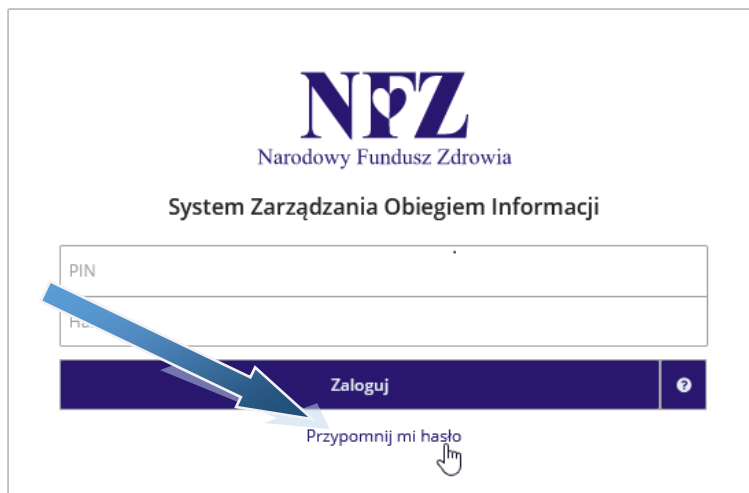 NFZ
Narodowy Fundusz Zdrowia
System Zarządzania Obiegiem Informacji
PIN
Zaloguj
Przypomnij mi hasło